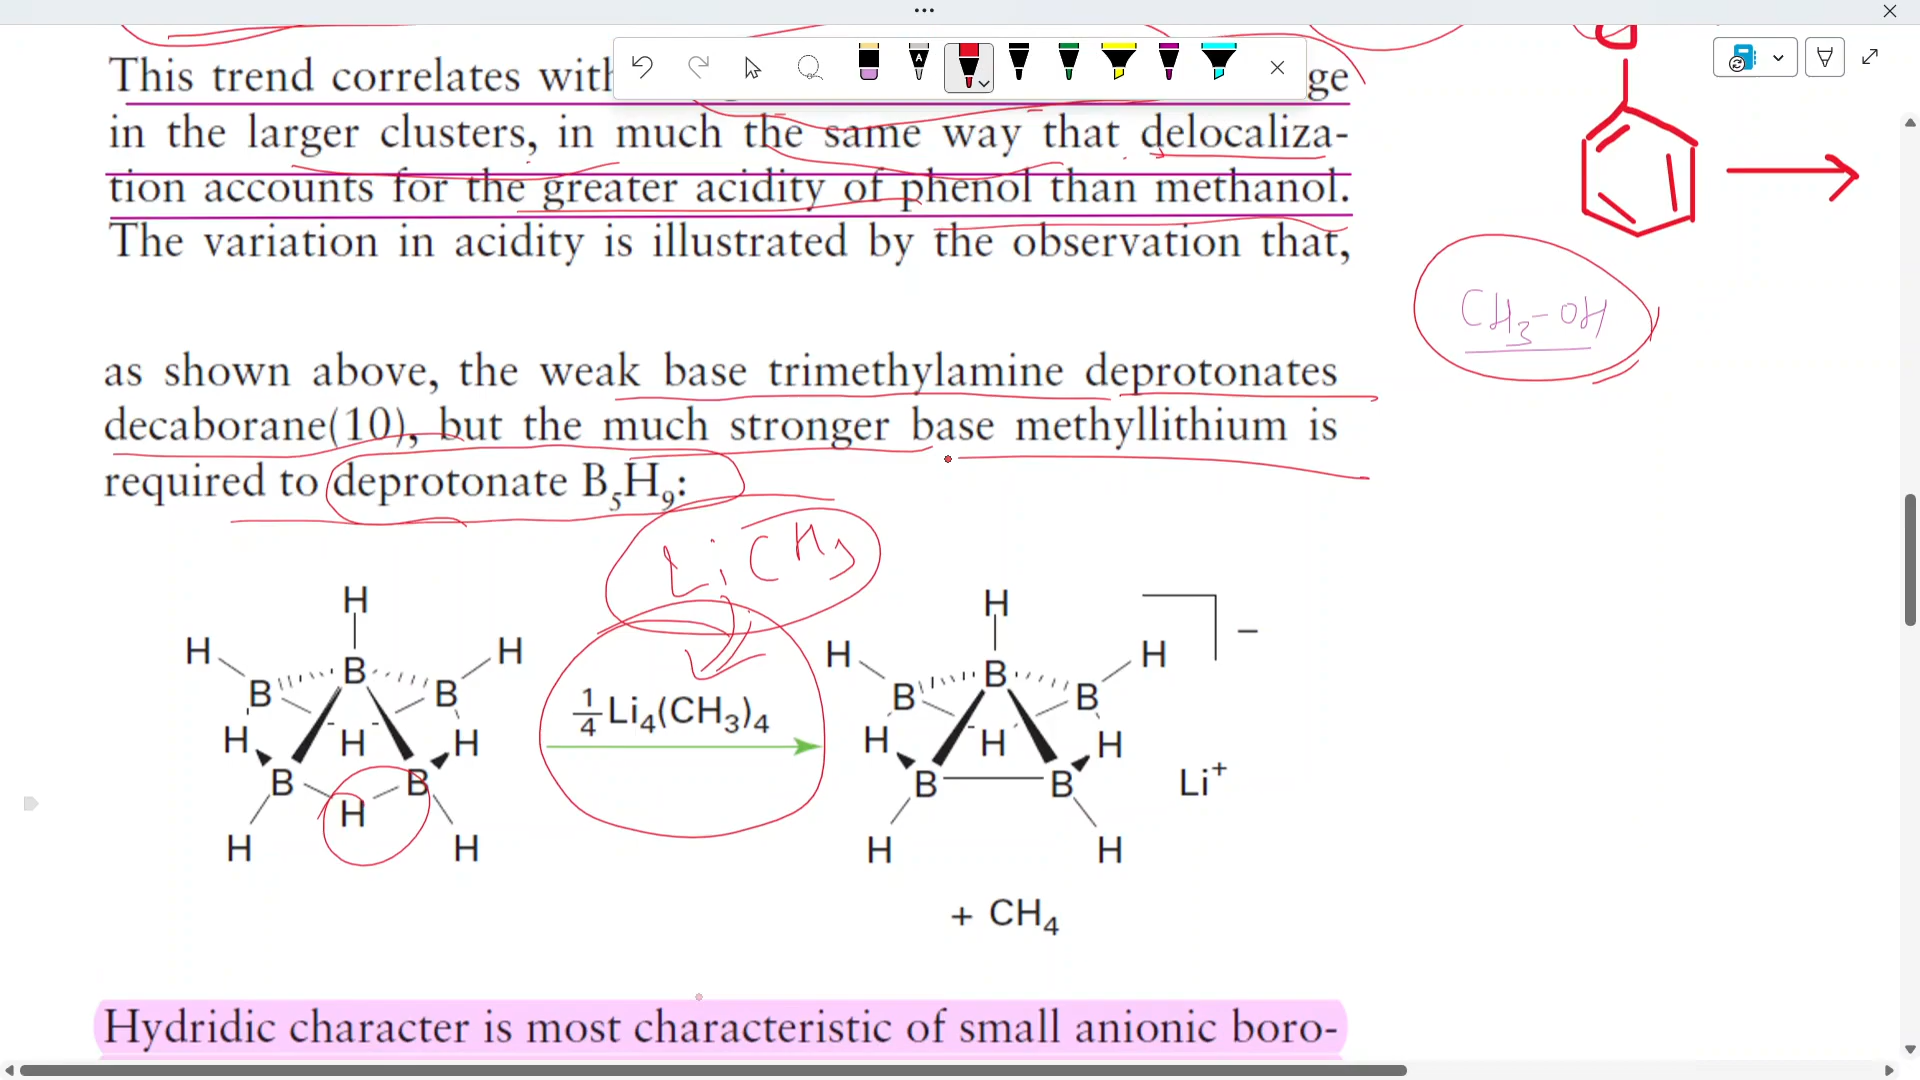 This trend correlates with
ge
in the larger clusters, in much the same way that delocaliza-
tion accounts for the greater acidity of phenol than methanol.
The variation in acidity is illustrated by the observation that,
CH3-OH
as shown above, the weak base trimethylamine deprotonates
decaborane(10), but the much stronger base methyllithium is
required to deprotonate B5H9:
LiCH3
H
H
H
B
B
B
H
H
H
B
B
H
H
H
1/4 Li4(CH3)4
H
H
H
B
B
B
H
H
H
B
B
H
H
−
Li+
+ CH4
Hydridic character is most characteristic of small anionic boro-